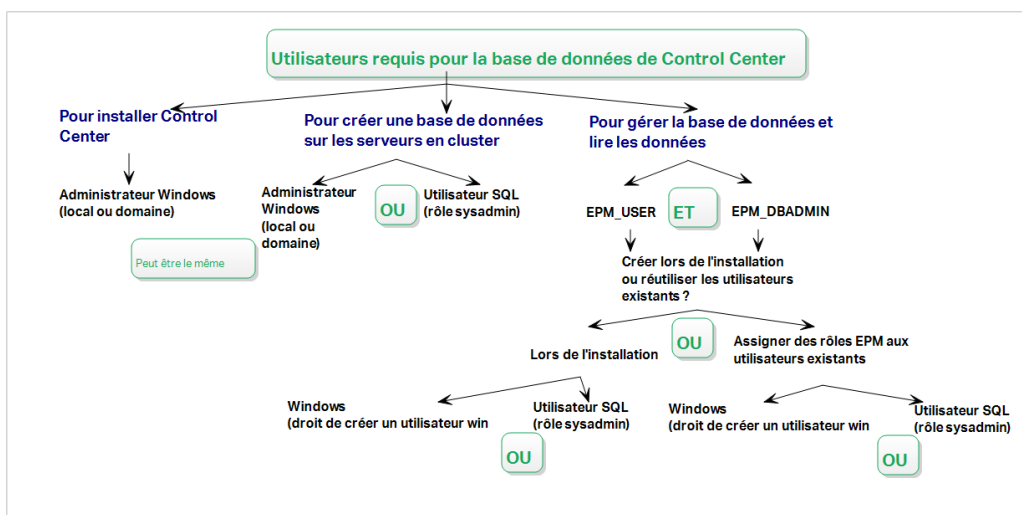 Utilisateurs requis pour la base de données de Control Center
Pour installer Control
Center
Pour créer une base de données
sur les serveurs en cluster
Pour gérer la base de données et
lire les données
Administrateur Windows
(local ou domaine)
Administrateur
Windows
(local ou
domaine)
OU
Utilisateur SQL
(rôle sysadmin)
EPM_USER
ET
EPM_DBADMIN
Peut être le même
Créer lors de l'installation
ou réutiliser les utilisateurs
existants ?
Lors de l'installation
OU
Assigner des rôles EPM aux
utilisateurs existants
Windows
(droit de créer un utilisateur win
Utilisateur SQL
(rôle sysadmin)
OU
Windows
(droit de créer un utilisateur win
Utilisateur SQL
(rôle sysadmin)
OU